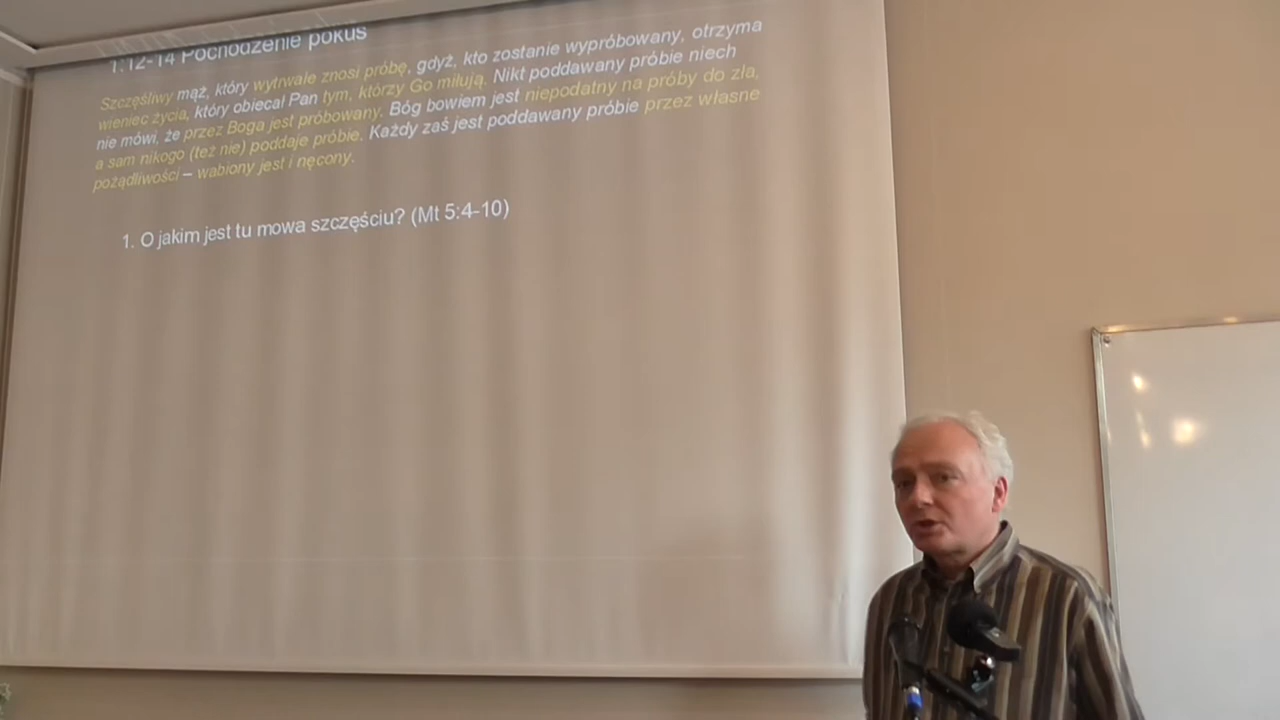 1:12-14 Pochodzenie pokus
Szczęśliwy mąż, który wytrwale znosi próbę, gdyż, kto zostanie wypróbowany, otrzyma
wieniec życia, który obiecał Pan tym, którzy Go miłują. Nikt poddawany próbie niech
nie mówi, że przez Boga jest próbowany. Bóg bowiem jest niepodatny na próby do zła,
a sam nikogo (też nie) poddaje próbie. Każdy zaś jest poddawany próbie przez własne
pożądliwości – wabiony jest i nęcony.
1. O jakim jest tu mowa szczęściu? (Mt 5:4-10)